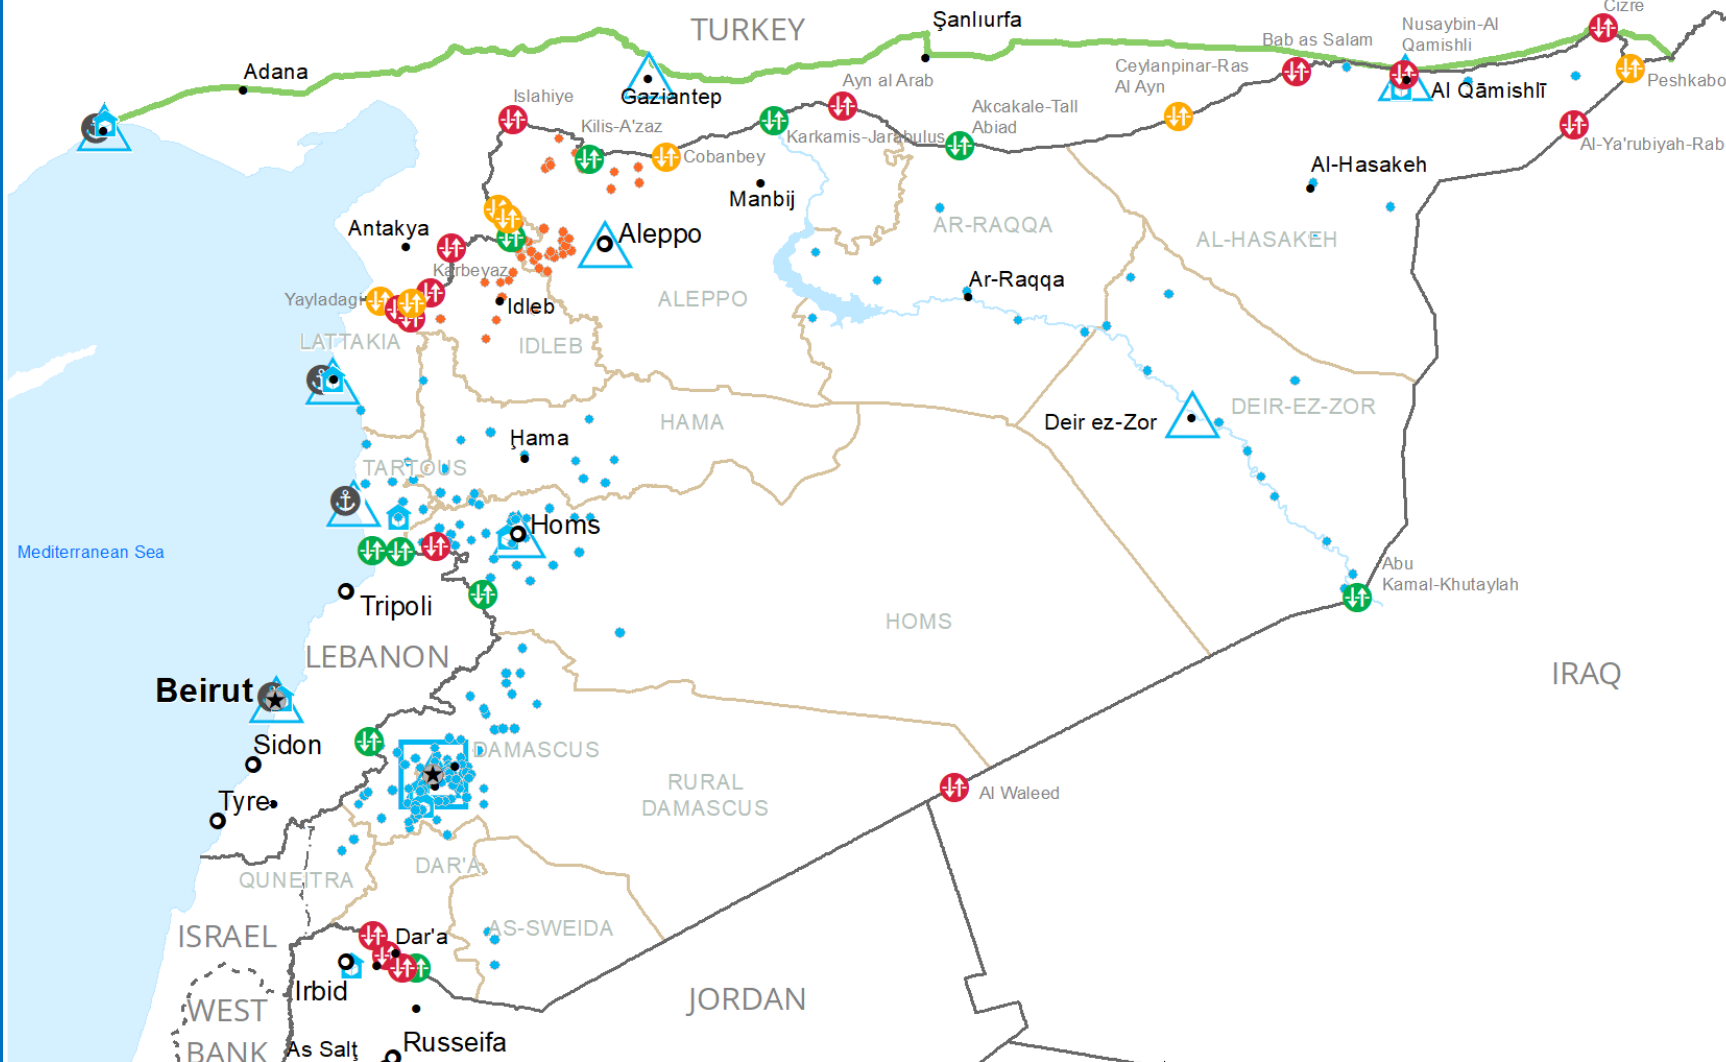 TURKEY
Şanlıurfa
Cizre
Nusaybin-Al
Qamishli
Bab as Salam
Adana
Ceylanpinar-Ras
Al Ayn
Ayn al Arab
Peshkabo
Gaziantep
Al Qāmishlī
Islahiye
Akcakale-Tall
Abiad
Kilis-A'zaz
Karkamis-Jarabulus
Al-Ya'rubiyah-Rab
Cobanbey
Al-Hasakeh
Manbij
Antakya
Aleppo
AR-RAQQA
AL-HASAKEH
Karbeyaz
Ar-Raqqa
Yayladagi
Idleb
ALEPPO
LATTAKIA
IDLEB
DEIR-EZ-ZOR
HAMA
Deir ez-Zor
Ḩama
TARTOUS
Homs
Mediterranean Sea
Abu
Kamal-Khutaylah
Tripoli
HOMS
LEBANON
IRAQ
Beirut
Sidon
DAMASCUS
RURAL
DAMASCUS
Al Waleed
Tyre
DAR'A
QUNEITRA
AS-SWEIDA
ISRAEL
Dar'a
Irbid
JORDAN
WEST
BANK
Russeifa
As Salţ